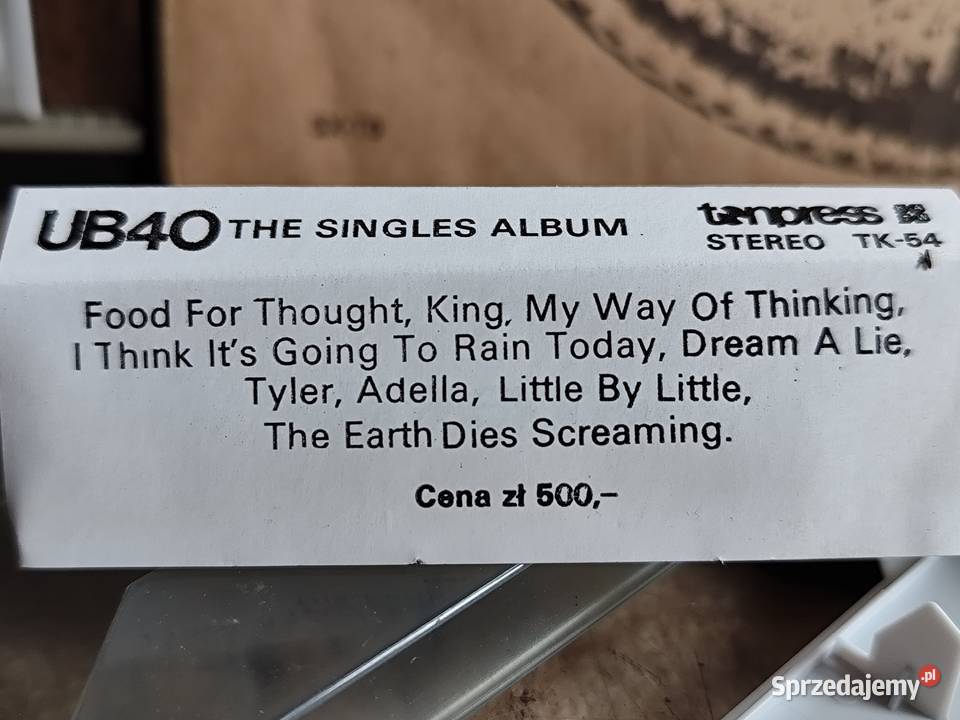 UB40 THE SINGLES ALBUM
tonpress
STEREO TK-54
Food For Thought, King, My Way Of Thinking,
I Think It's Going To Rain Today, Dream A Lie,
Tyler, Adella, Little By Little,
The Earth Dies Screaming.
Cena zł 500,–
Sprzedajemy.pl